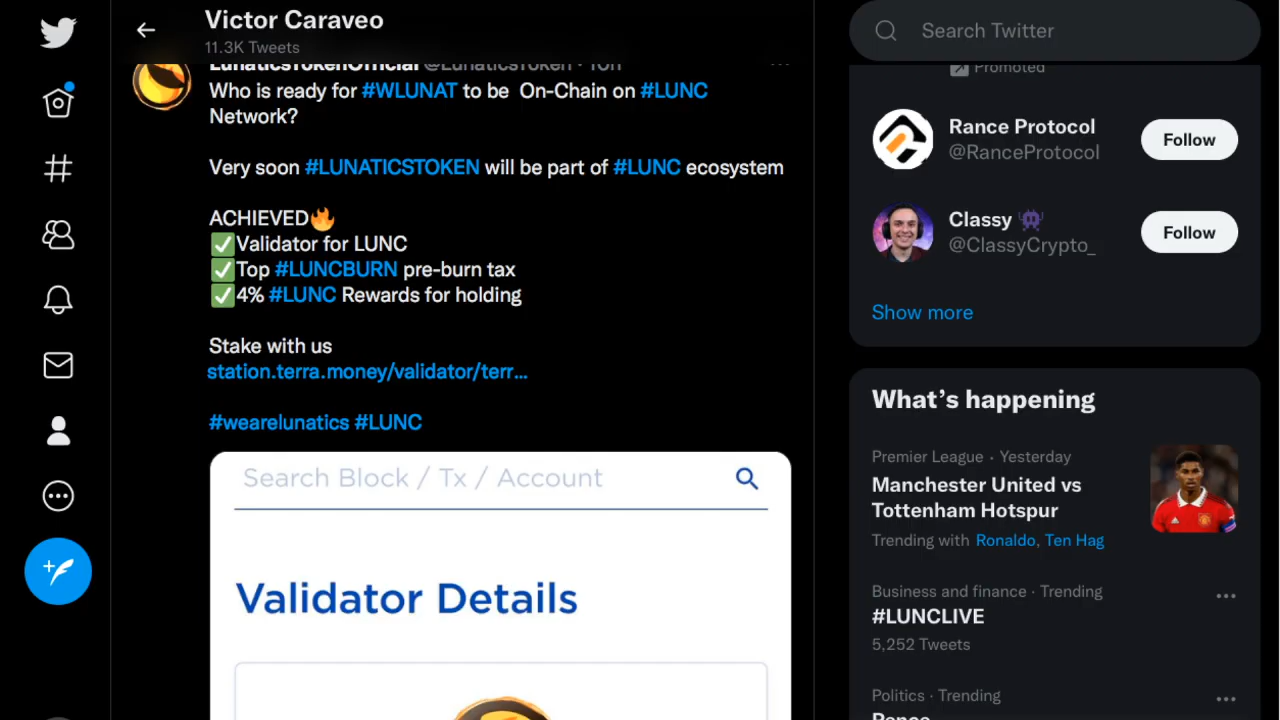 Victor Caraveo
11.3K Tweets
LunaticsTokenOfficial @LunaticsToken · 10h
Who is ready for #WLUNAT to be On-Chain on #LUNC
Network?
Very soon #LUNATICSTOKEN will be part of #LUNC ecosystem
ACHIEVED🔥
✅Validator for LUNC
✅Top #LUNCBURN pre-burn tax
✅4% #LUNC Rewards for holding
Stake with us
station.terra.money/validator/terr...
#wearelunatics #LUNC
Search Block / Tx / Account
Validator Details
Search Twitter
Promoted
Rance Protocol
@RanceProtocol
Follow
Classy 👾
@ClassyCrypto_
Follow
Show more
What's happening
Premier League · Yesterday
Manchester United vs
Tottenham Hotspur
Trending with Ronaldo, Ten Hag
Business and finance · Trending
#LUNCLIVE
5,252 Tweets
Politics · Trending